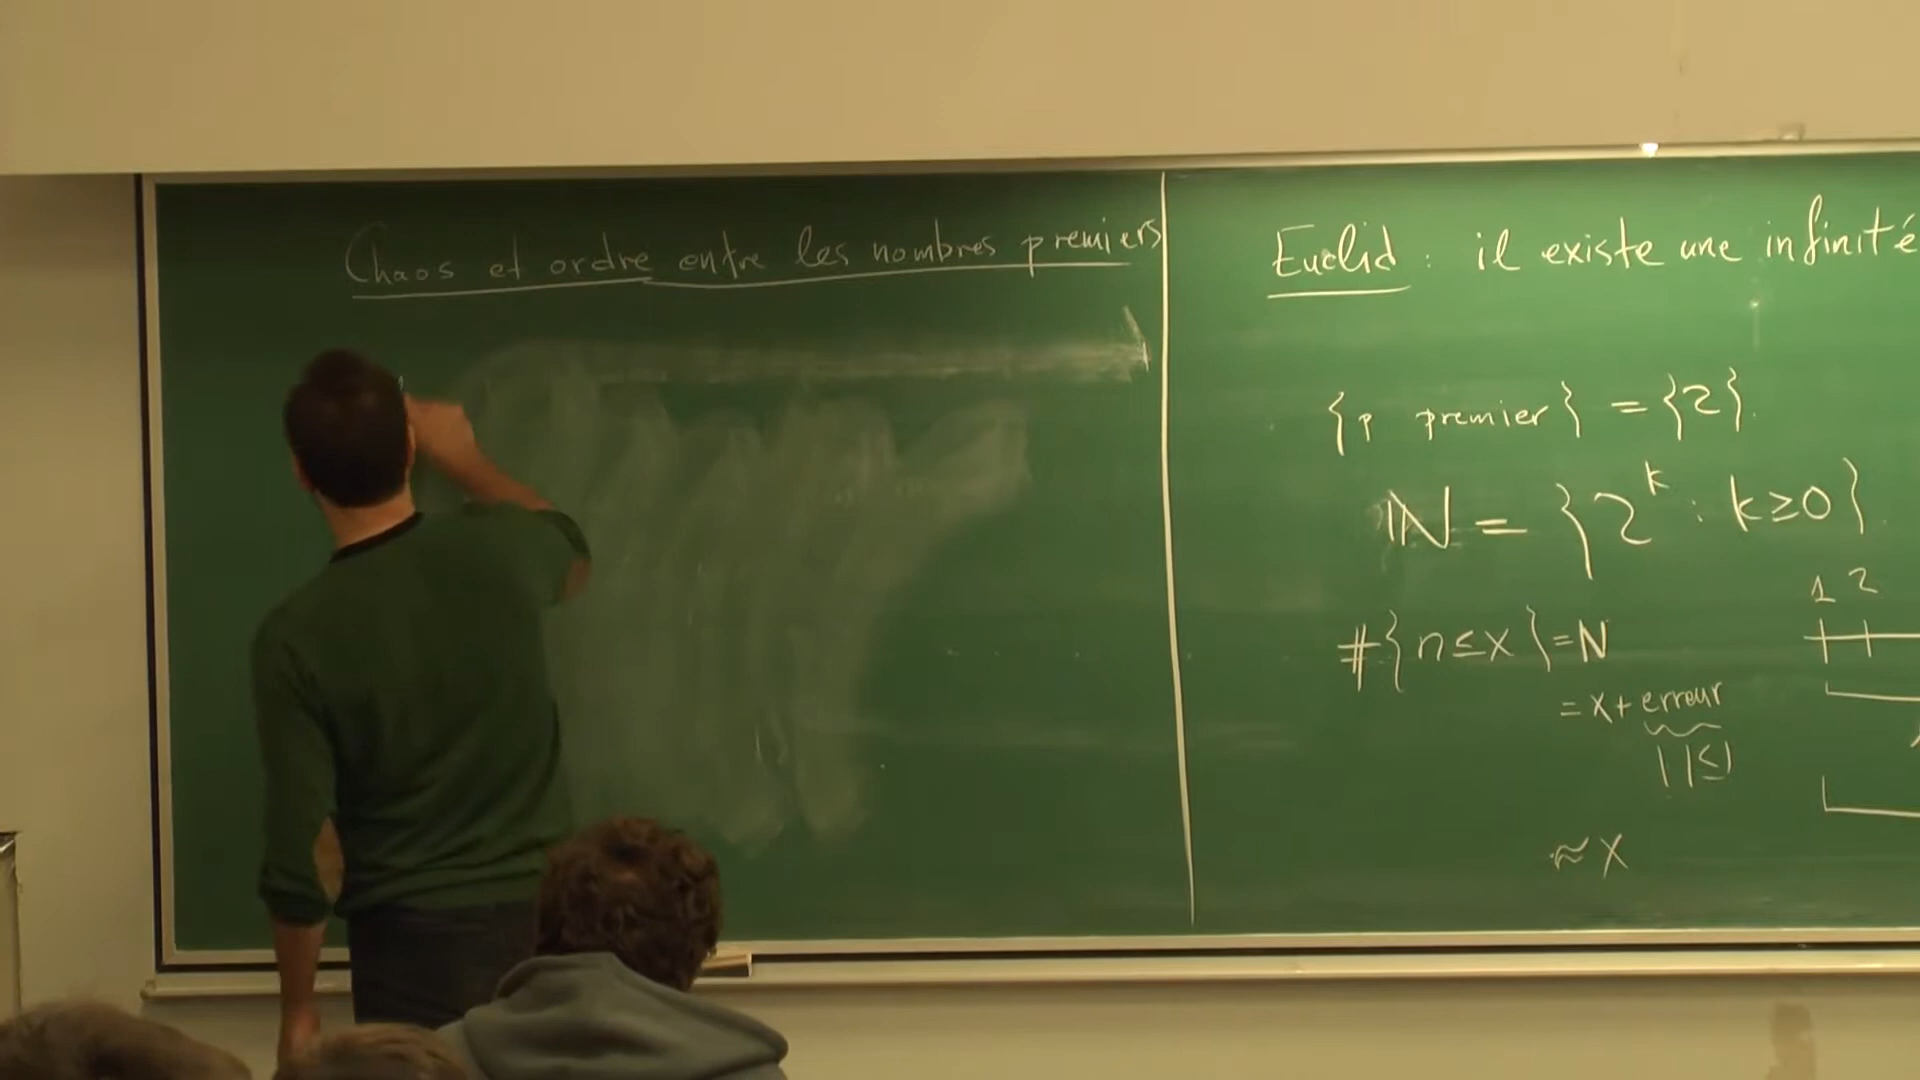 Chaos et ordre entre les nombres premiers
Euclid : il existe une infinité
{p premier} = {2}.
ℕ = {2^k : k≥0}.
1 2
#{n≤x} = N
= x + erreur
| |≤1
≈ x